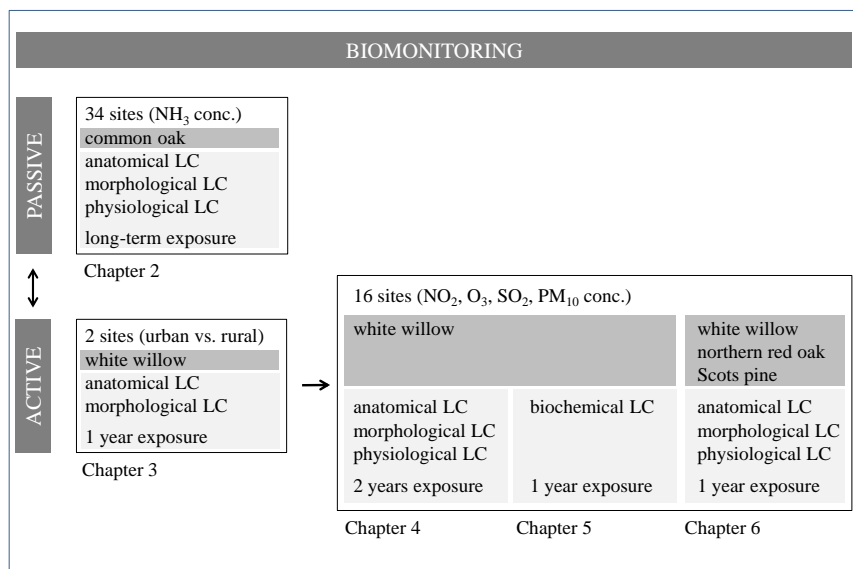 BIOMONITORING
PASSIVE
34 sites (NH₃ conc.)
common oak
anatomical LC
morphological LC
physiological LC
long-term exposure
Chapter 2
ACTIVE
2 sites (urban vs. rural)
white willow
anatomical LC
morphological LC
1 year exposure
Chapter 3
16 sites (NO₂, O₃, SO₂, PM₁₀ conc.)
white willow
anatomical LC
morphological LC
physiological LC
2 years exposure
Chapter 4
biochemical LC
1 year exposure
Chapter 5
white willow
northern red oak
Scots pine
anatomical LC
morphological LC
physiological LC
1 year exposure
Chapter 6